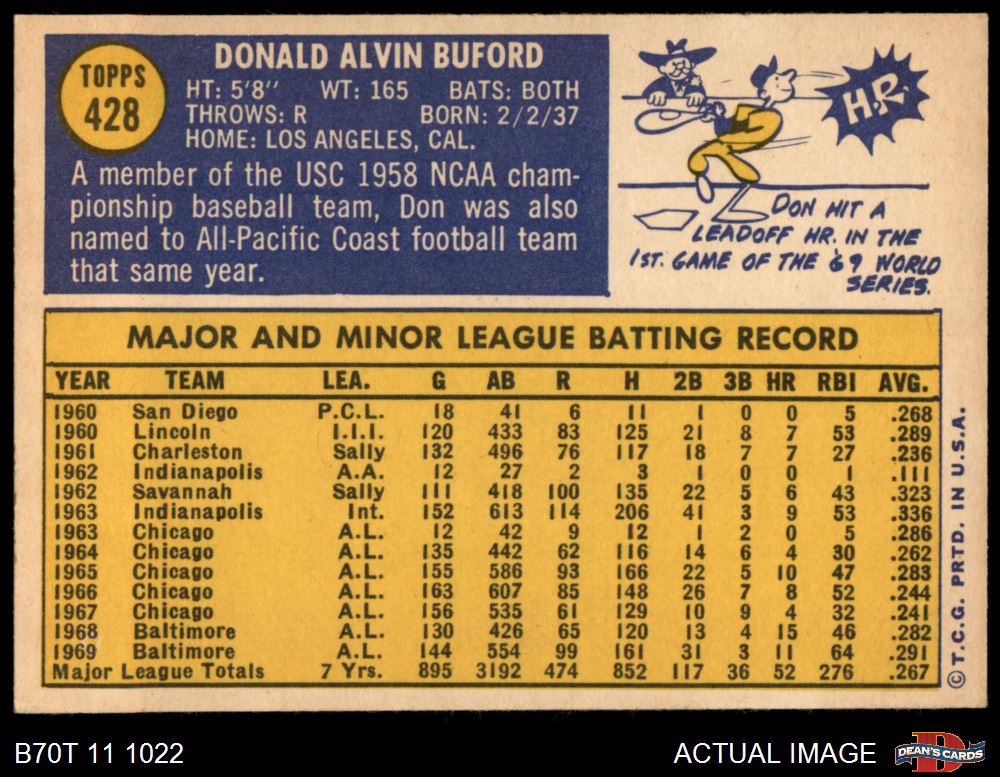 TOPPS
428
DONALD ALVIN BUFORD
HT: 5'8" WT: 165 BATS: BOTH
THROWS: R BORN: 2/2/37
HOME: LOS ANGELES, CAL.
A member of the USC 1958 NCAA cham-
pionship baseball team, Don was also
named to All-Pacific Coast football team
that same year.
H.R.
DON HIT A
LEADOFF HR. IN THE
1ST. GAME OF THE '69 WORLD
SERIES.
MAJOR AND MINOR LEAGUE BATTING RECORD
YEAR TEAM LEA. G AB R H 2B 3B HR RBI AVG.
1960 San Diego P.C.L. 18 41 6 11 1 0 0 5 .268
1960 Lincoln I.I.I. 120 433 83 125 21 8 7 53 .289
1961 Charleston Sally 132 496 76 117 18 7 7 27 .236
1962 Indianapolis A.A. 12 27 2 3 1 0 0 1 .111
1962 Savannah Sally 111 418 100 135 22 5 6 43 .323
1963 Indianapolis Int. 152 613 114 206 41 3 9 53 .336
1963 Chicago A.L. 12 42 9 12 1 2 0 5 .286
1964 Chicago A.L. 135 442 62 116 14 6 4 30 .262
1965 Chicago A.L. 155 586 93 166 22 5 10 47 .283
1966 Chicago A.L. 163 607 85 148 26 7 8 52 .244
1967 Chicago A.L. 156 535 61 129 10 9 4 32 .241
1968 Baltimore A.L. 130 426 65 120 13 4 15 46 .282
1969 Baltimore A.L. 144 554 99 161 31 3 11 64 .291
Major League Totals 7 Yrs. 895 3192 474 852 117 36 52 276 .267
© T.C.G. PRTD. IN U.S.A.
B70T 11 1022
ACTUAL IMAGE
DEAN'S CARDS